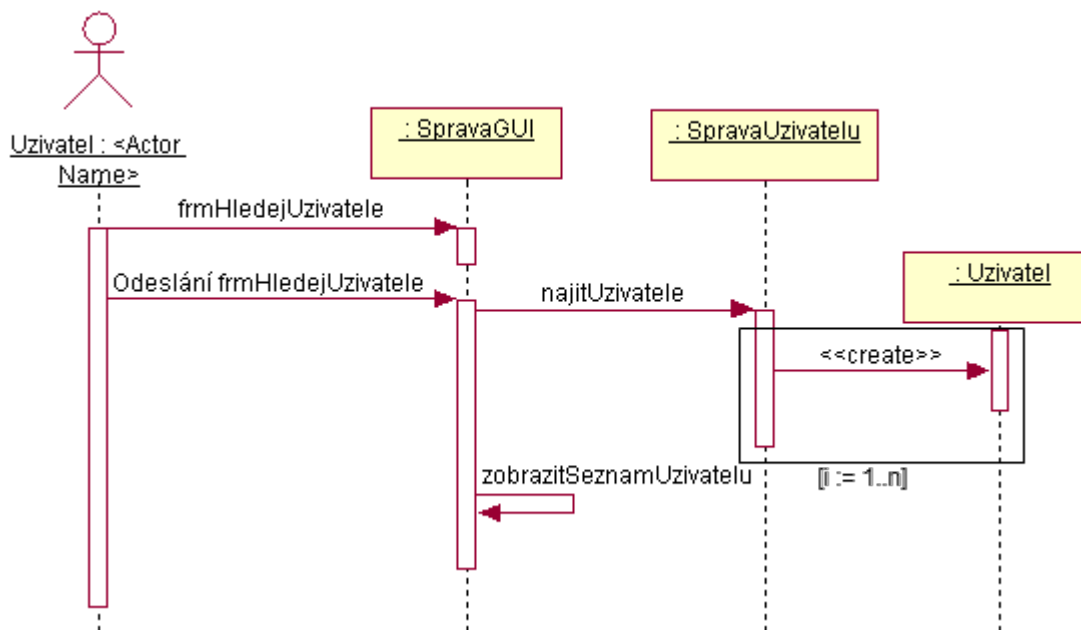 Uzivatel : <Actor
Name>
: SpravaGUI
: SpravaUzivatelu
: Uzivatel
frmHledejUzivatele
Odeslání frmHledejUzivatele
najitUzivatele
<<create>>
zobrazitSeznamUzivatelu
[i := 1..n]